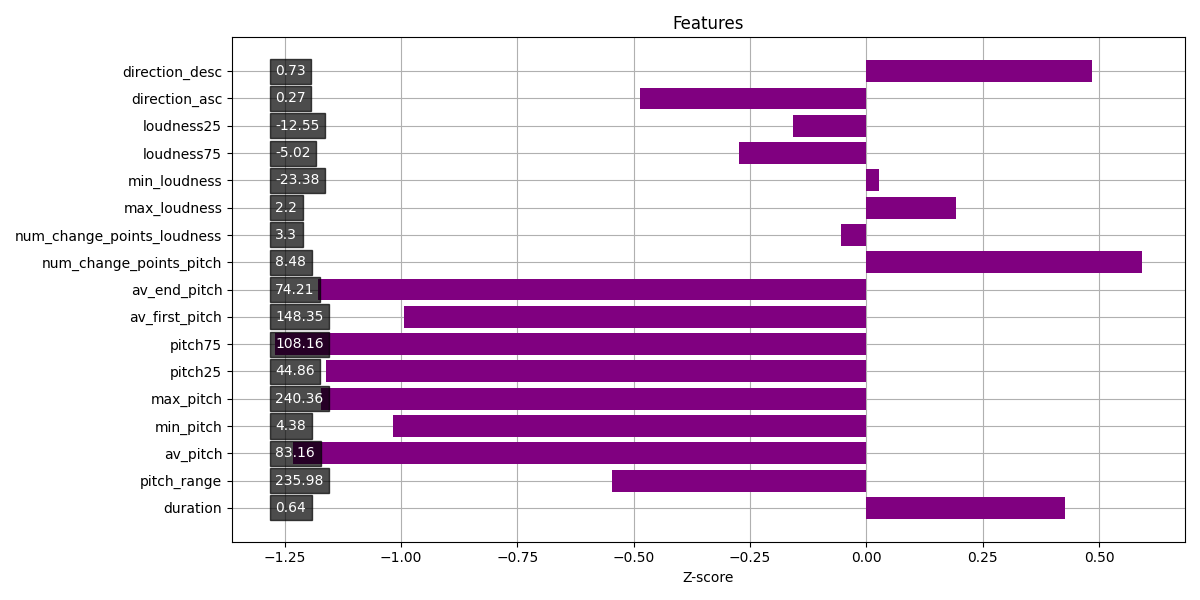 Features
direction_desc 0.73
direction_asc 0.27
loudness25 -12.55
loudness75 -5.02
min_loudness -23.38
max_loudness 2.2
num_change_points_loudness 3.3
num_change_points_pitch 8.48
av_end_pitch 74.21
av_first_pitch 148.35
pitch75 108.16
pitch25 44.86
max_pitch 240.36
min_pitch 4.38
av_pitch 83.16
pitch_range 235.98
duration 0.64
−1.25 −1.00 −0.75 −0.50 −0.25 0.00 0.25 0.50
Z-score